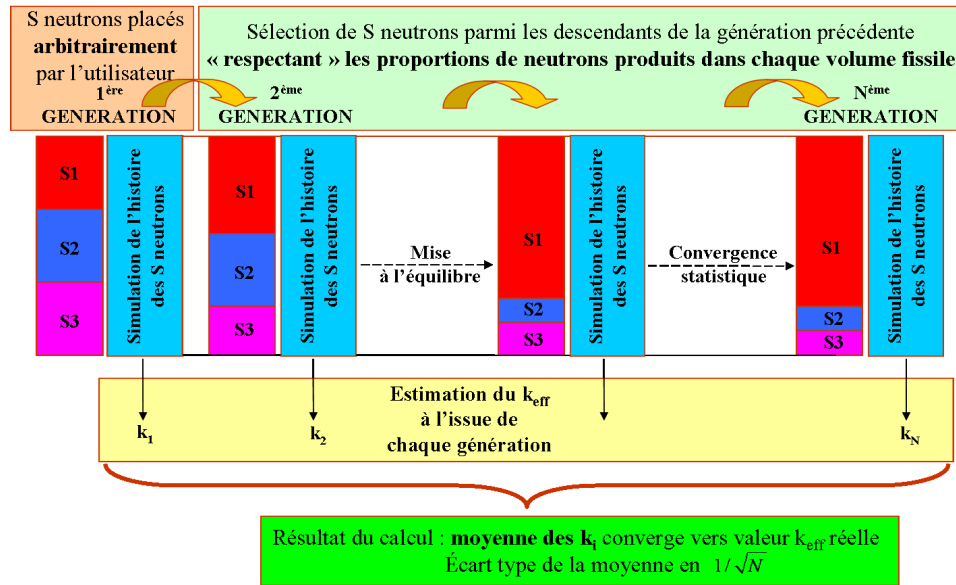 S neutrons placés
arbitrairement
par l'utilisateur
1ère
GENERATION
Sélection de S neutrons parmi les descendants de la génération précédente
« respectant » les proportions de neutrons produits dans chaque volume fissile
2ème
GENERATION
Nème
GENERATION
S1
S2
S3
Simulation de l'histoire
des S neutrons
S1
S2
S3
Simulation de l'histoire
des S neutrons
Mise
à l'équilibre
S1
S2
S3
Simulation de l'histoire
des S neutrons
Convergence
statistique
S1
S2
S3
Simulation de l'histoire
des S neutrons
Estimation du keff
à l'issue de
chaque génération
k1
k2
kN
Résultat du calcul : moyenne des ki converge vers valeur keff réelle
Écart type de la moyenne en 1/√N